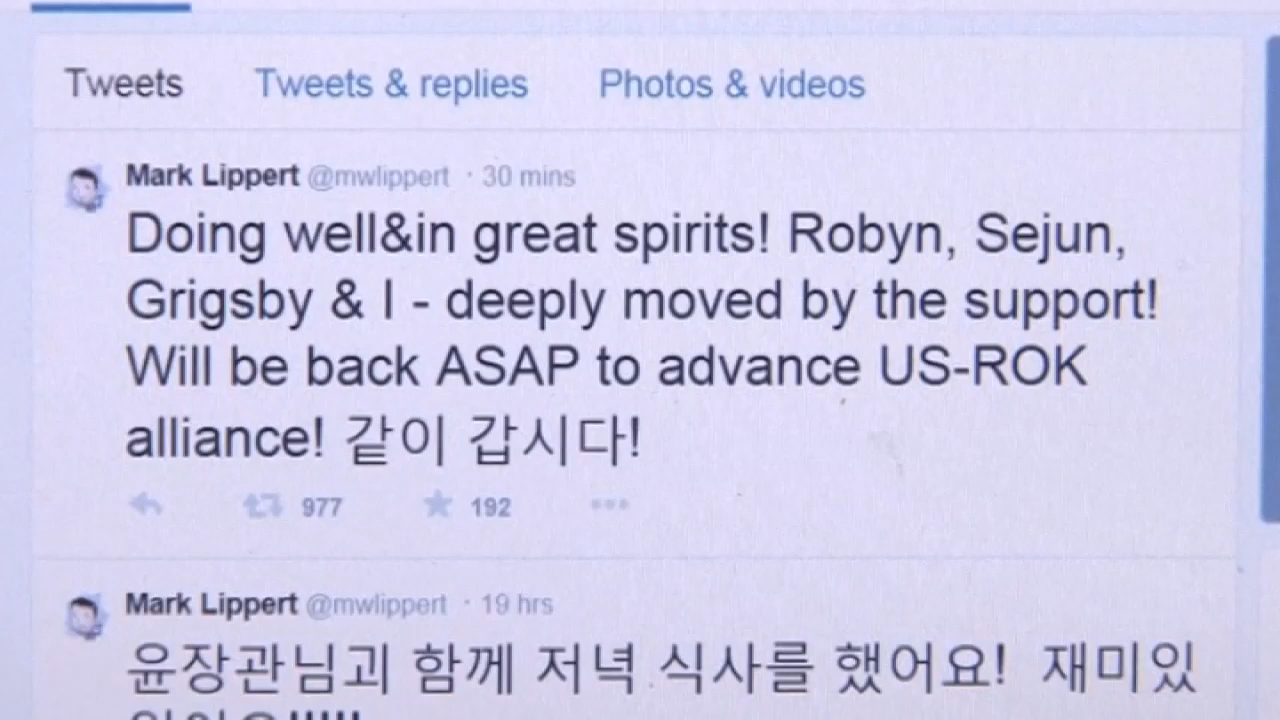 Tweets Tweets & replies Photos & videos
Mark Lippert @mwlippert · 30 mins
Doing well&in great spirits! Robyn, Sejun,
Grigsby & I - deeply moved by the support!
Will be back ASAP to advance US-ROK
alliance! 같이 갑시다!
977 192
Mark Lippert @mwlippert · 19 hrs
윤장관님괴 함께 저녁 식사를 했어요! 재미있